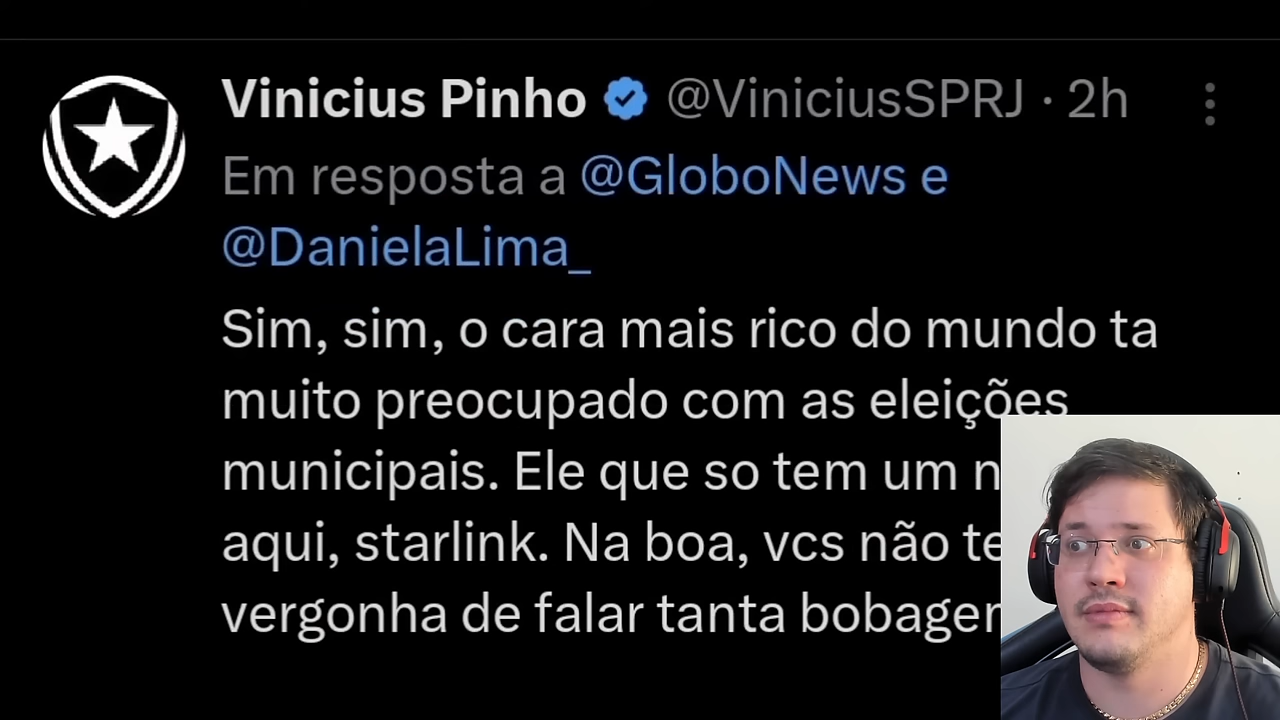 Vinicius Pinho @ViniciusSPRJ · 2h
Em resposta a @GloboNews e
@DanielaLima_
Sim, sim, o cara mais rico do mundo ta
muito preocupado com as eleições
municipais. Ele que so tem um
aqui, starlink. Na boa, vcs não
vergonha de falar tanta